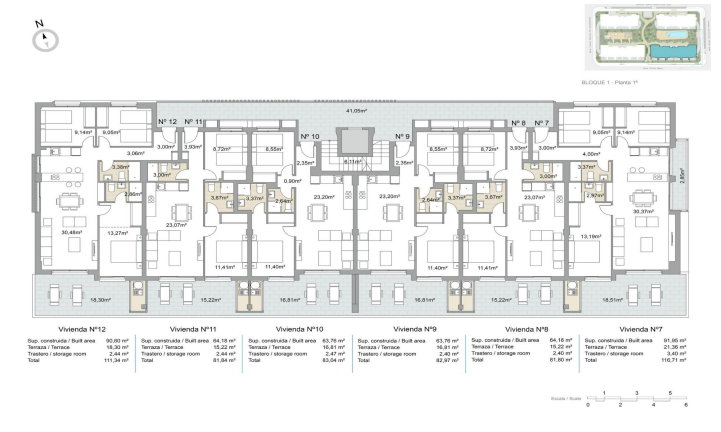 N
BLOQUE 1 - Planta 1ª
41,05m²
Nº 12
Nº 11
Nº 10
Nº 9
Nº 8
Nº 7
9,14m²
9,05m²
3,06m²
3,00m²
3,93m²
8,72m²
8,55m²
2,35m²
6,11m²
2,35m²
8,55m²
8,72m²
3,93m²
3,00m²
9,05m²
9,14m²
4,00m²
3,38m²
3,00m²
0,90m²
3,00m²
3,37m²
2,85m²
2,86m²
3,67m²
3,37m²
2,64m²
23,20m²
23,20m²
2,64m²
3,37m²
3,67m²
2,97m²
30,48m²
13,27m²
23,07m²
11,41m²
11,40m²
11,40m²
11,41m²
23,07m²
13,19m²
30,37m²
18,30m²
15,22m²
16,81m²
16,81m²
15,22m²
18,51m²
Vivienda Nº12
Sup. construida / Built area 90,60 m²
Terraza / Terrace 18,30 m²
Trastero / storage room 2,44 m²
Total 111,34 m²
Vivienda Nº11
Sup. construida / Built area 64,18 m²
Terraza / Terrace 15,22 m²
Trastero / storage room 2,44 m²
Total 81,84 m²
Vivienda Nº10
Sup. construida / Built area 63,76 m²
Terraza / Terrace 16,81 m²
Trastero / storage room 2,47 m²
Total 83,04 m²
Vivienda Nº9
Sup. construida / Built area 63,76 m²
Terraza / Terrace 16,81 m²
Trastero / storage room 2,40 m²
Total 82,97 m²
Vivienda Nº8
Sup. construida / Built area 64,18 m²
Terraza / Terrace 15,22 m²
Trastero / storage room 2,40 m²
Total 81,80 m²
Vivienda Nº7
Sup. construida / Built area 91,95 m²
Terraza / Terrace 21,36 m²
Trastero / storage room 3,40 m²
Total 116,71 m²
Escala / Scale
1 3 5
0 2 4 6